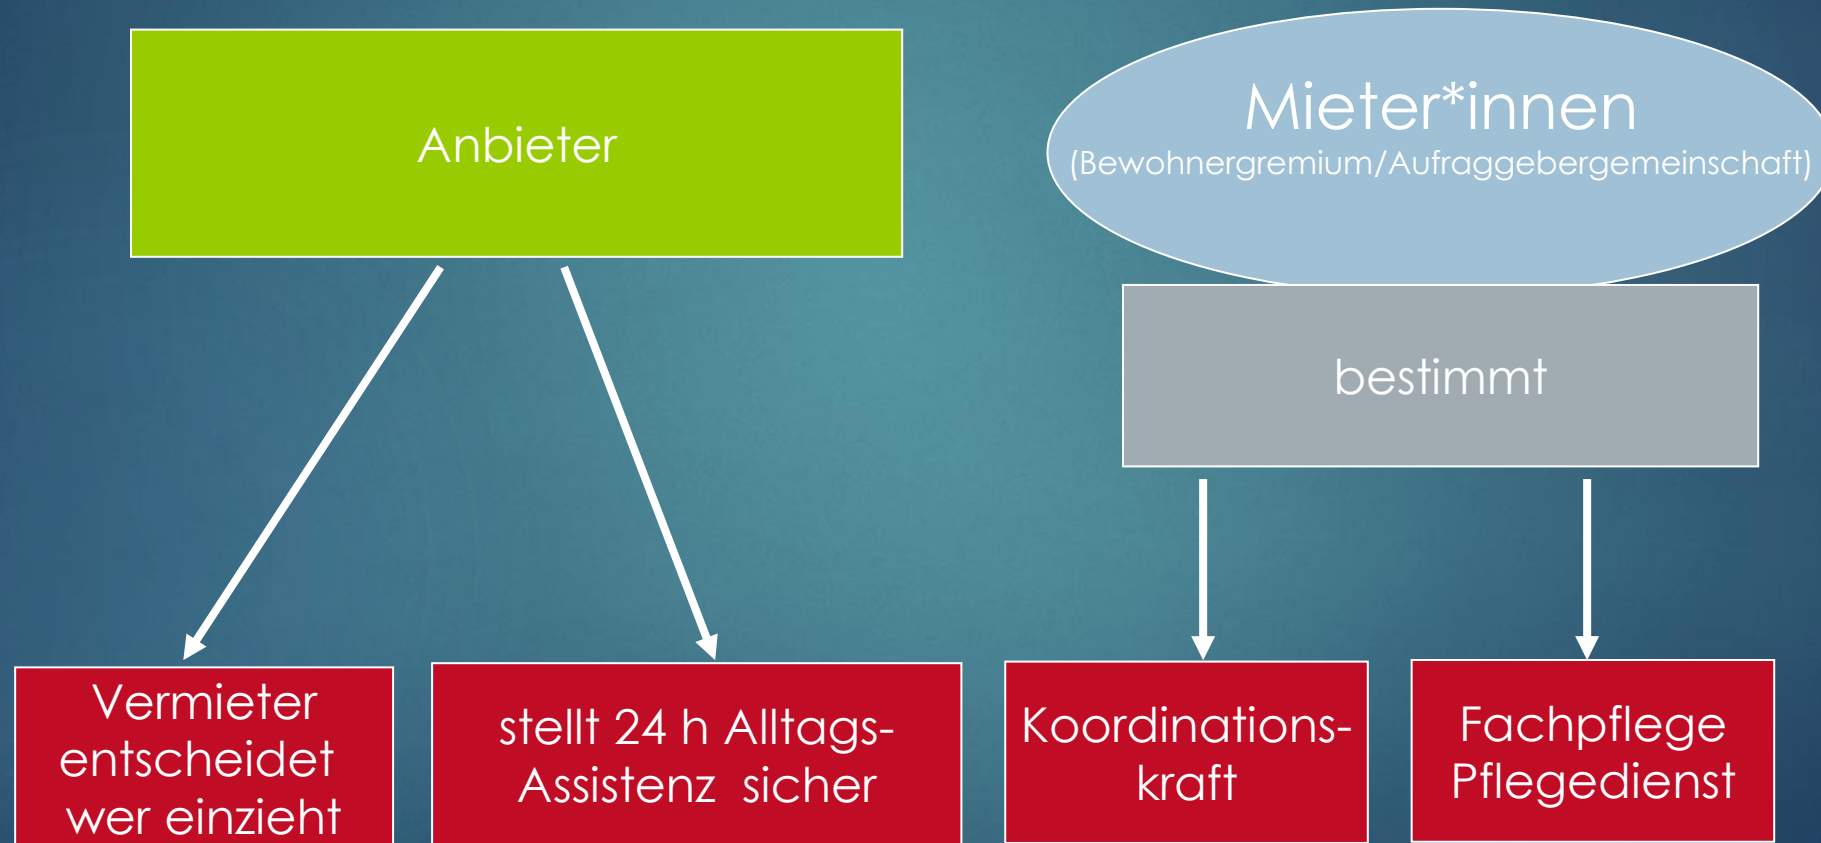 Anbieter
Mieter*innen
(Bewohnergremium/Aufraggebergemeinschaft)
bestimmt
Vermieter
entscheidet
wer einzieht
stellt 24 h Alltags-
Assistenz sicher
Koordinations-
kraft
Fachpflege
Pflegedienst